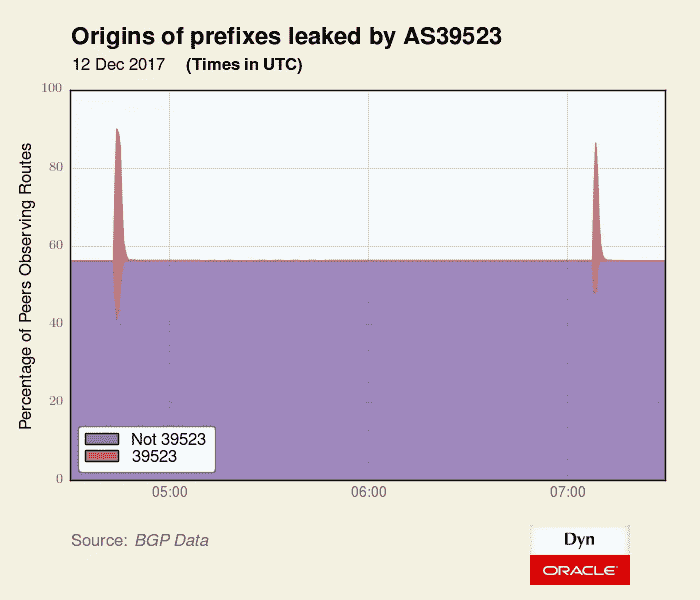 Origins of prefixes leaked by AS39523
12 Dec 2017 (Times in UTC)
Percentage of Peers Observing Routes
100
80
60
40
20
0
Not 39523
39523
05:00 06:00 07:00
Source: BGP Data
Dyn
ORACLE